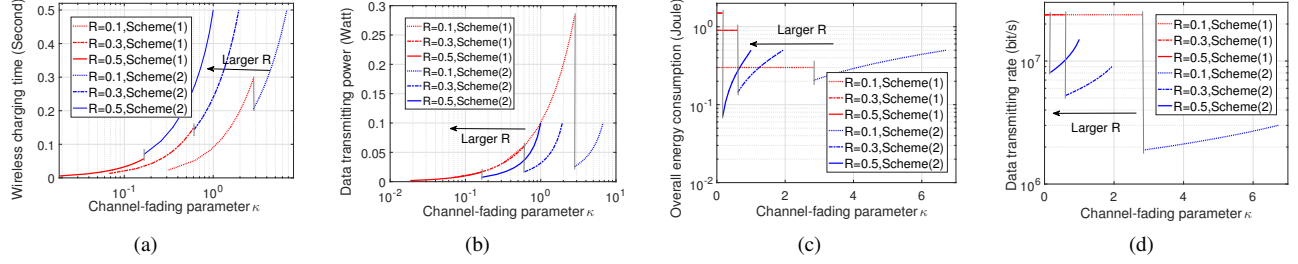 Wireless charging time (Second)
0.5
0.4
0.3
0.2
0.1
0
R=0.1,Scheme(1)
R=0.3,Scheme(1)
R=0.5,Scheme(1)
R=0.1,Scheme(2)
R=0.3,Scheme(2)
R=0.5,Scheme(2)
Larger R
10^-1
10^0
Channel-fading parameter κ
(a)
Data transmitting power (Watt)
0.3
0.25
0.2
0.15
0.1
0.05
0
R=0.1,Scheme(1)
R=0.3,Scheme(1)
R=0.5,Scheme(1)
R=0.1,Scheme(2)
R=0.3,Scheme(2)
R=0.5,Scheme(2)
Larger R
10^-2
10^-1
10^0
10^1
Channel-fading parameter κ
(b)
Overall energy consumption (Joule)
10^0
10^-1
10^-2
Larger R
R=0.1,Scheme(1)
R=0.3,Scheme(1)
R=0.5,Scheme(1)
R=0.1,Scheme(2)
R=0.3,Scheme(2)
R=0.5,Scheme(2)
0
2
4
6
Channel-fading parameter κ
(c)
Data transmitting rate (bit/s)
10^7
10^6
R=0.1,Scheme(1)
R=0.3,Scheme(1)
R=0.5,Scheme(1)
R=0.1,Scheme(2)
R=0.3,Scheme(2)
R=0.5,Scheme(2)
Larger R
0
2
4
6
Channel-fading parameter κ
(d)